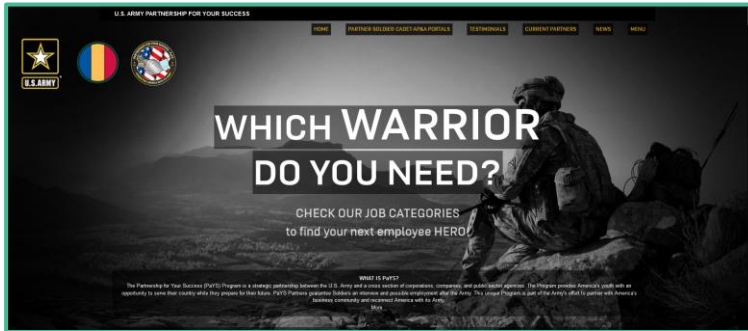 U.S. ARMY PARTNERSHIP FOR YOUR SUCCESS
HOME PARTNER-SOLDIER-CADET-AR&A PORTALS TESTIMONIALS CURRENT PARTNERS NEWS MENU
U.S.ARMY
WHICH WARRIOR
DO YOU NEED?
CHECK OUR JOB CATEGORIES
to find your next employee HERO
WHAT IS PaYS?
The Partnership for Your Success (PaYS) Program is a strategic partnership between the U.S. Army and a cross section of corporations, companies, and public sector agencies. The Program provides America's youth with an
opportunity to serve their country while they prepare for their future. PaYS Partners guarantee Soldiers an interview and possible employment after the Army. This unique Program is part of the Army's effort to partner with America's
business community and reconnect America with its Army.
More